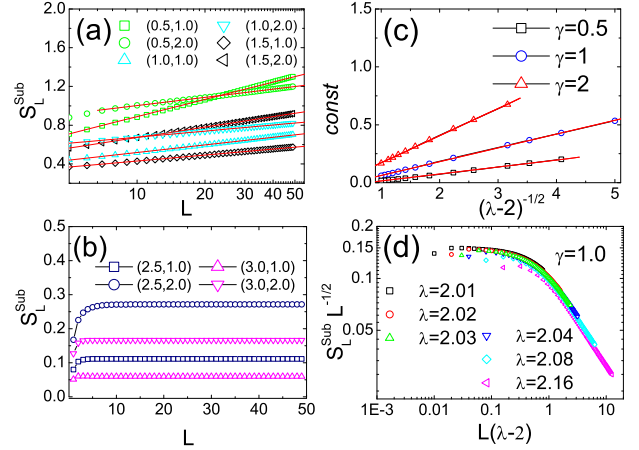 (a)
(0.5,1.0) (1.0,2.0)
(0.5,2.0) (1.5,1.0)
(1.0,1.0) (1.5,2.0)
1.6
1.2
0.8
0.4
S_L^Sub
10 20 30 40 50
L
(c)
γ=0.5
γ=1
γ=2
1.5
1.0
0.5
0.0
const
1 2 3 4 5
(λ-2)^-1/2
(b)
(2.5,1.0) (3.0,1.0)
(2.5,2.0) (3.0,2.0)
0.5
0.4
0.3
0.2
0.1
0.0
S_L^Sub
10 20 30 40 50
L
(d)
γ=1.0
0.15
0.1
0.05
S_L^Sub L^-1/2
λ=2.01
λ=2.02
λ=2.03
λ=2.04
λ=2.08
λ=2.16
1E-3 0.01 0.1 1 10
L(λ-2)